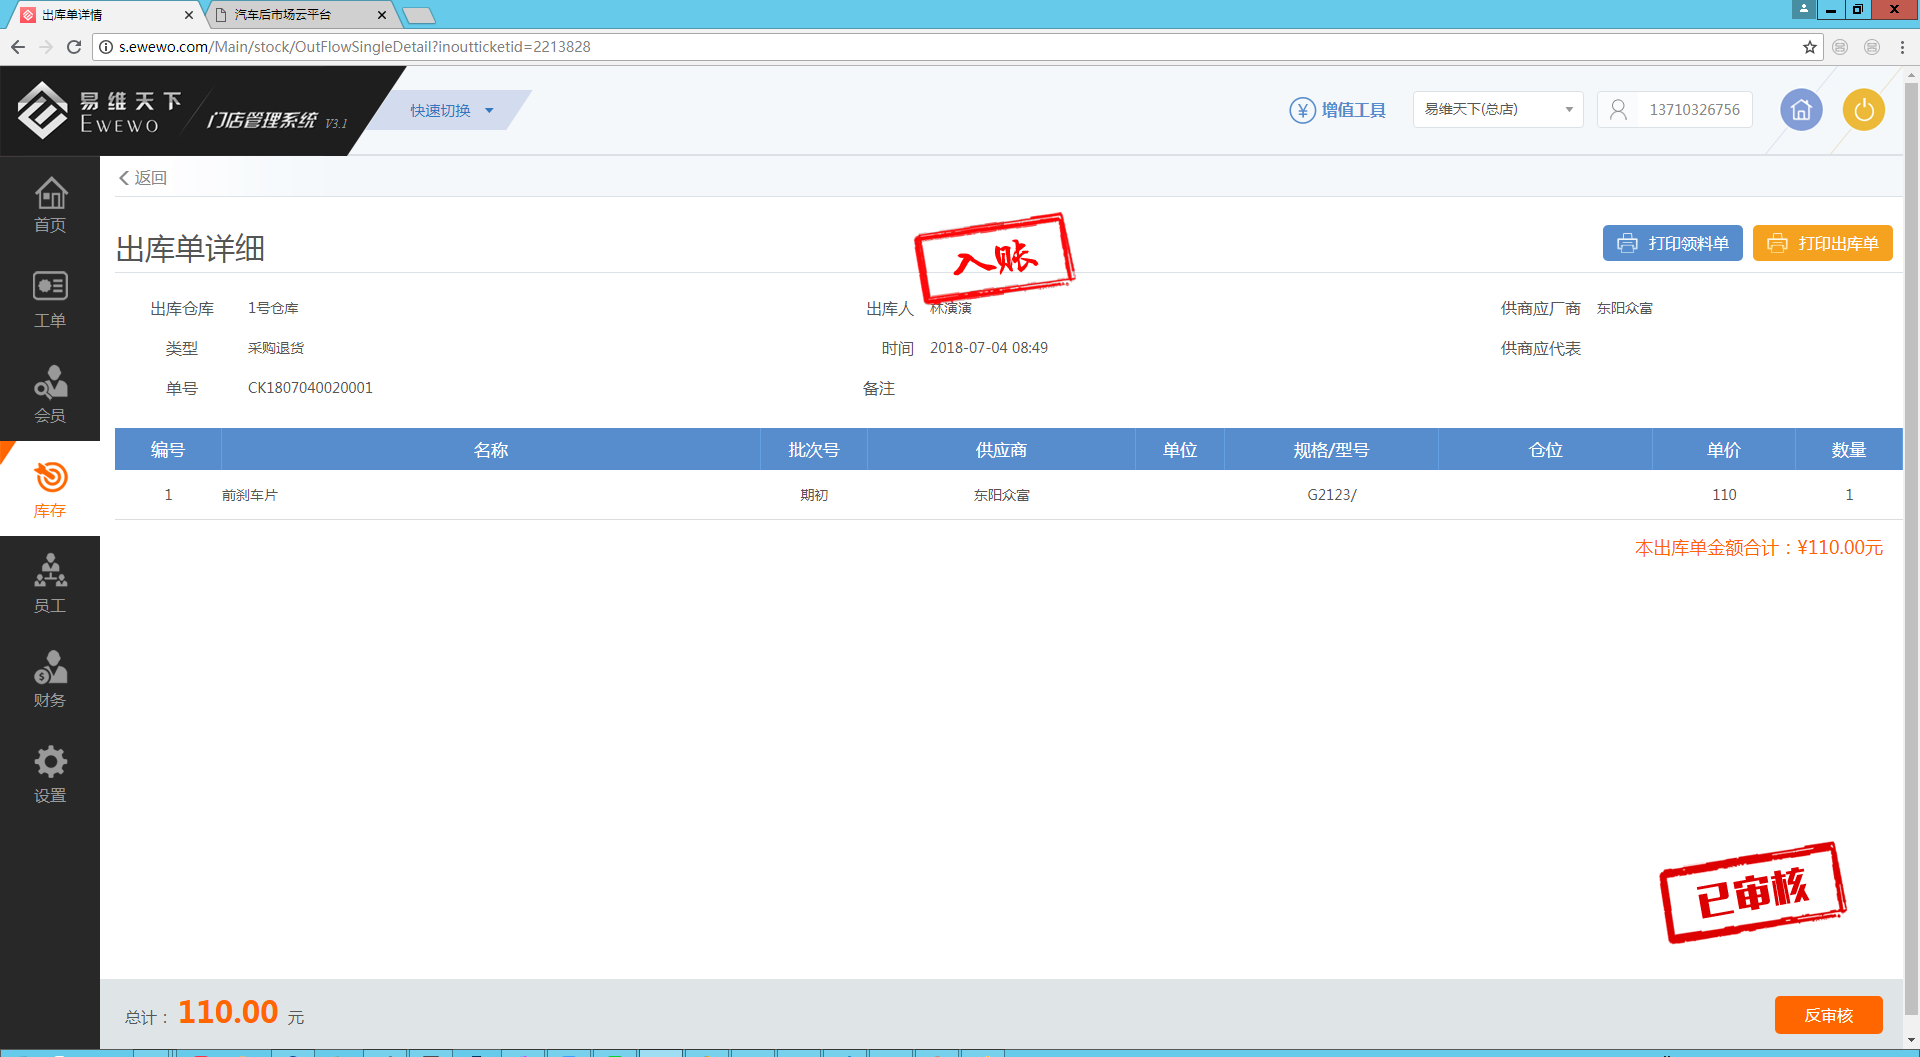 出库单详情
汽车后市场云平台
s.ewewo.com/Main/stock/OutFlowSingleDetail?inoutticketid=2213828
易维天下
EWEWO
门店管理系统 V3.1
快速切换
增值工具
易维天下(总店)
13710326756
首页
工单
会员
库存
员工
财务
设置
返回
出库单详细
入账
打印领料单
打印出库单
出库仓库 1号仓库 出库人 林演演 供商应厂商 东阳众富
类型 采购退货 时间 2018-07-04 08:49 供商应代表
单号 CK1807040020001 备注
编号 名称 批次号 供应商 单位 规格/型号 仓位 单价 数量
1 前刹车片 期初 东阳众富 G2123/ 110 1
本出库单金额合计：¥110.00元
已审核
总计： 110.00 元
反审核